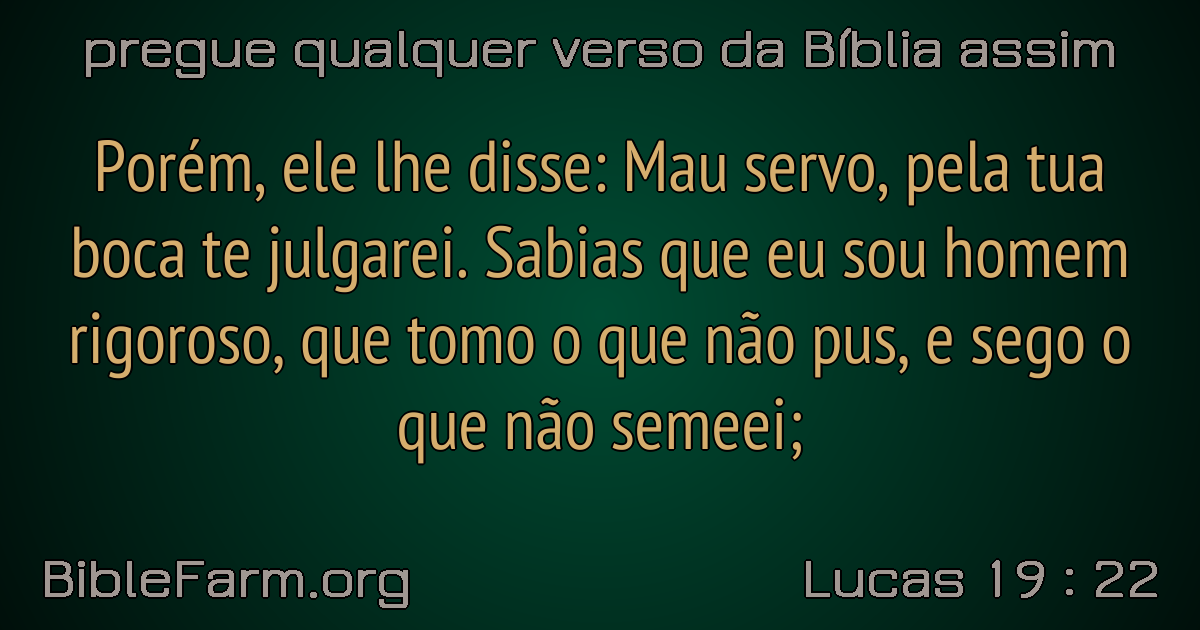 pregue qualquer verso da Bíblia assim
Porém, ele lhe disse: Mau servo, pela tua
boca te julgarei. Sabias que eu sou homem
rigoroso, que tomo o que não pus, e sego o
que não semeei;
BibleFarm.org
Lucas 19 : 22